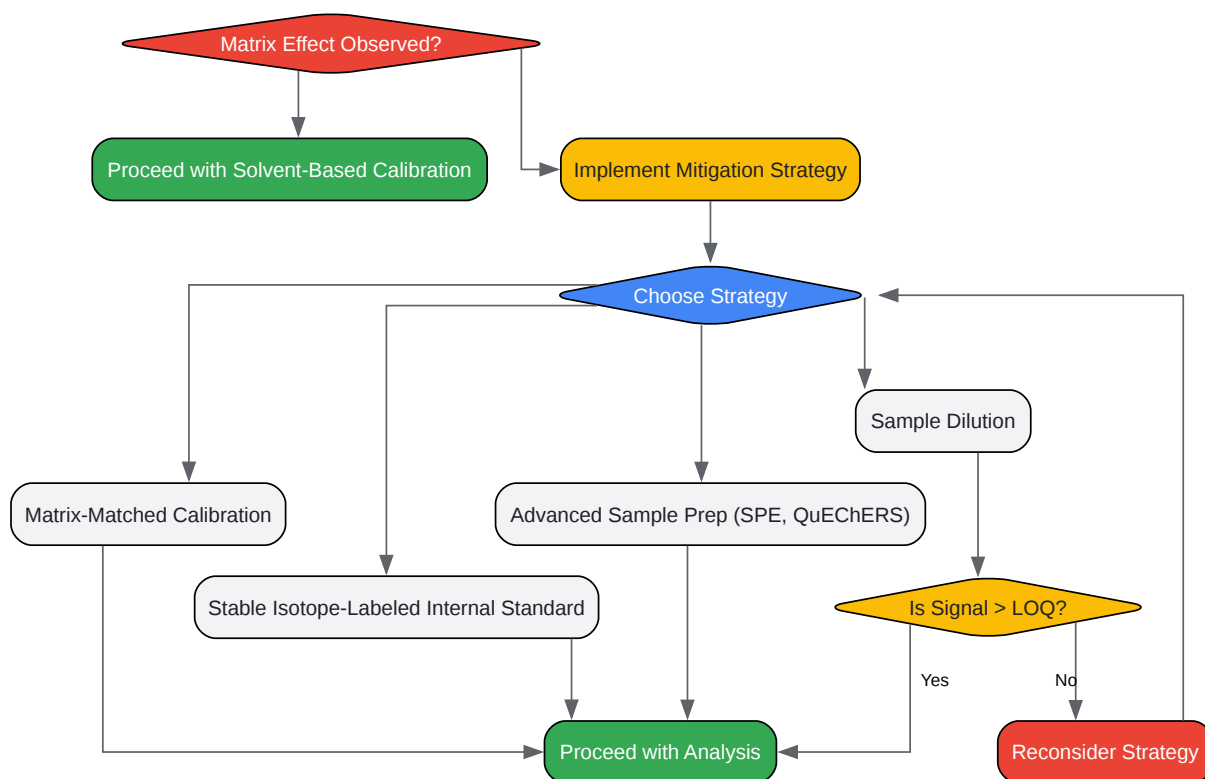 Matrix Effect Observed?
Proceed with Solvent-Based Calibration
Implement Mitigation Strategy
Choose Strategy
Sample Dilution
Matrix-Matched Calibration
Advanced Sample Prep (SPE, QuEChERS)
Stable Isotope-Labeled Internal Standard
Is Signal > LOQ?
Yes
No
Proceed with Analysis
Reconsider Strategy